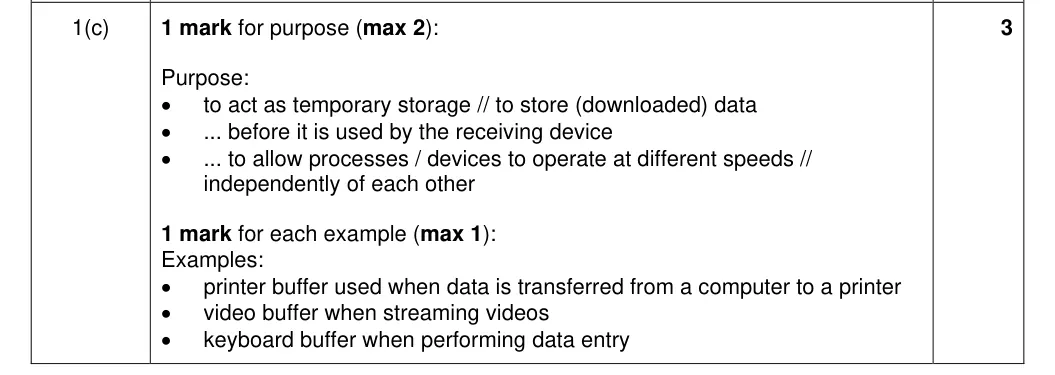 1(c)
1 mark for purpose (max 2):
3
Purpose:
• to act as temporary storage // to store (downloaded) data
• ... before it is used by the receiving device
• ... to allow processes / devices to operate at different speeds //
independently of each other
1 mark for each example (max 1):
Examples:
• printer buffer used when data is transferred from a computer to a printer
• video buffer when streaming videos
• keyboard buffer when performing data entry